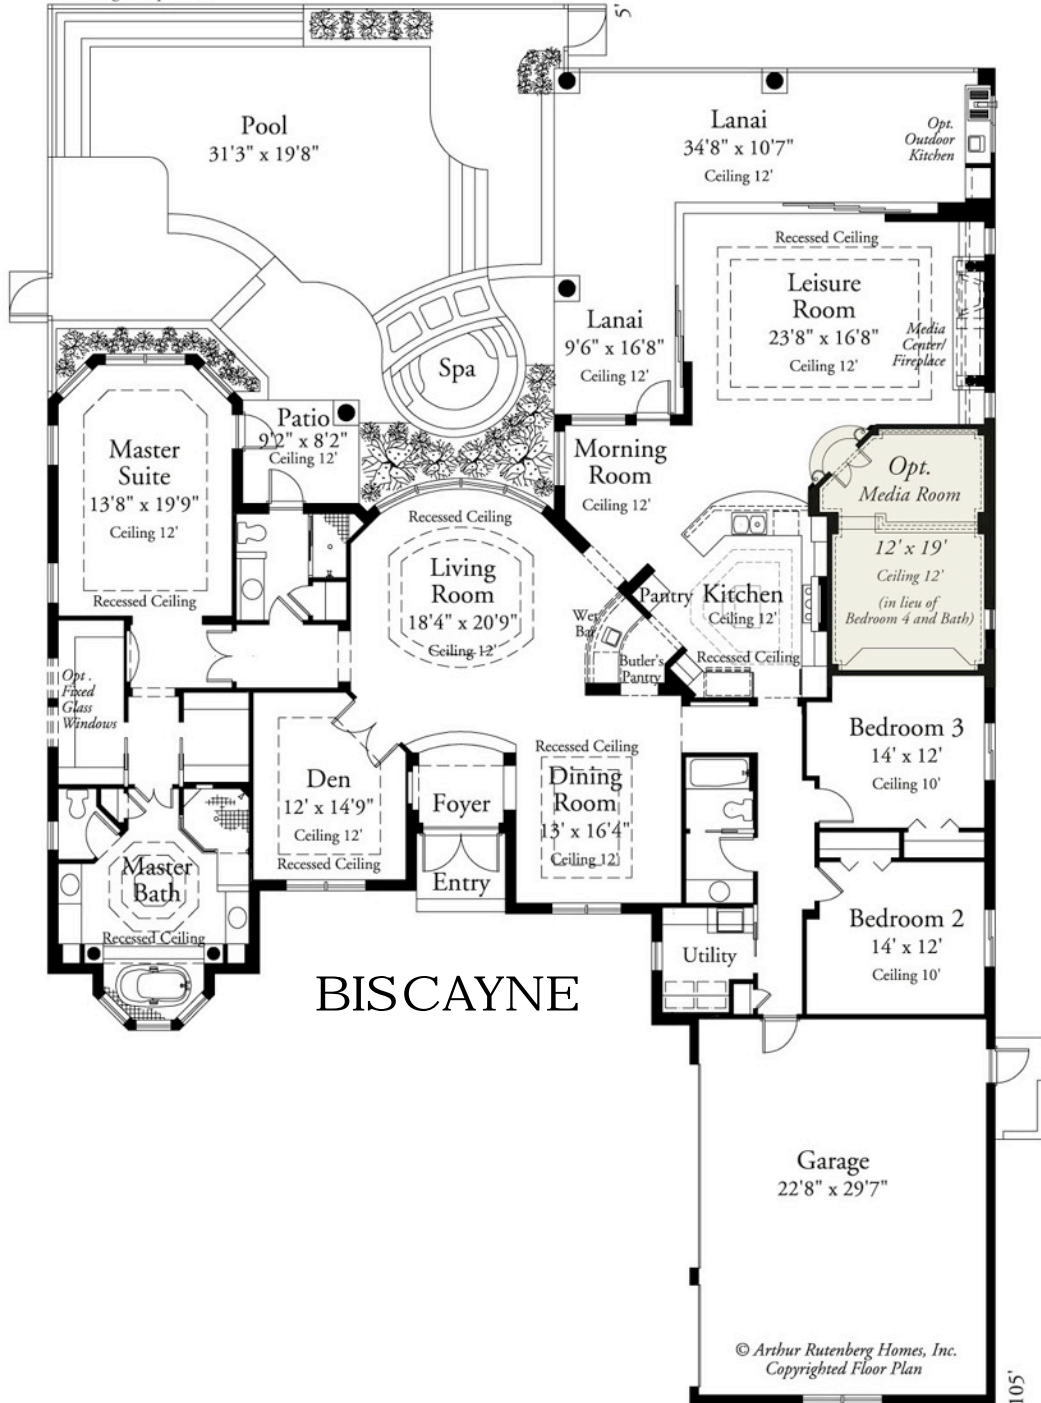 5'
Pool
31'3" x 19'8"
Lanai
34'8" x 10'7"
Ceiling 12'
Opt.
Outdoor
Kitchen
Recessed Ceiling
Leisure
Room
23'8" x 16'8"
Ceiling 12'
Media
Center/
Fireplace
Lanai
9'6" x 16'8"
Ceiling 12'
Spa
Patio
9'2" x 8'2"
Ceiling 12'
Master
Suite
13'8" x 19'9"
Ceiling 12'
Recessed Ceiling
Morning
Room
Ceiling 12'
Opt.
Media Room
12' x 19'
Ceiling 12'
(in lieu of
Bedroom 4 and Bath)
Recessed Ceiling
Living
Room
18'4" x 20'9"
Ceiling 12'
Pantry
Kitchen
Ceiling 12'
Recessed Ceiling
Wet
Bar
Butler's
Pantry
Opt.
Fixed
Glass
Windows
Den
12' x 14'9"
Ceiling 12'
Recessed Ceiling
Foyer
Entry
Recessed Ceiling
Dining
Room
13' x 16'4"
Ceiling 12'
Bedroom 3
14' x 12'
Ceiling 10'
Master
Bath
Recessed Ceiling
Bedroom 2
14' x 12'
Ceiling 10'
Utility
BISCAYNE
Garage
22'8" x 29'7"
© Arthur Rutenberg Homes, Inc.
Copyrighted Floor Plan
105'